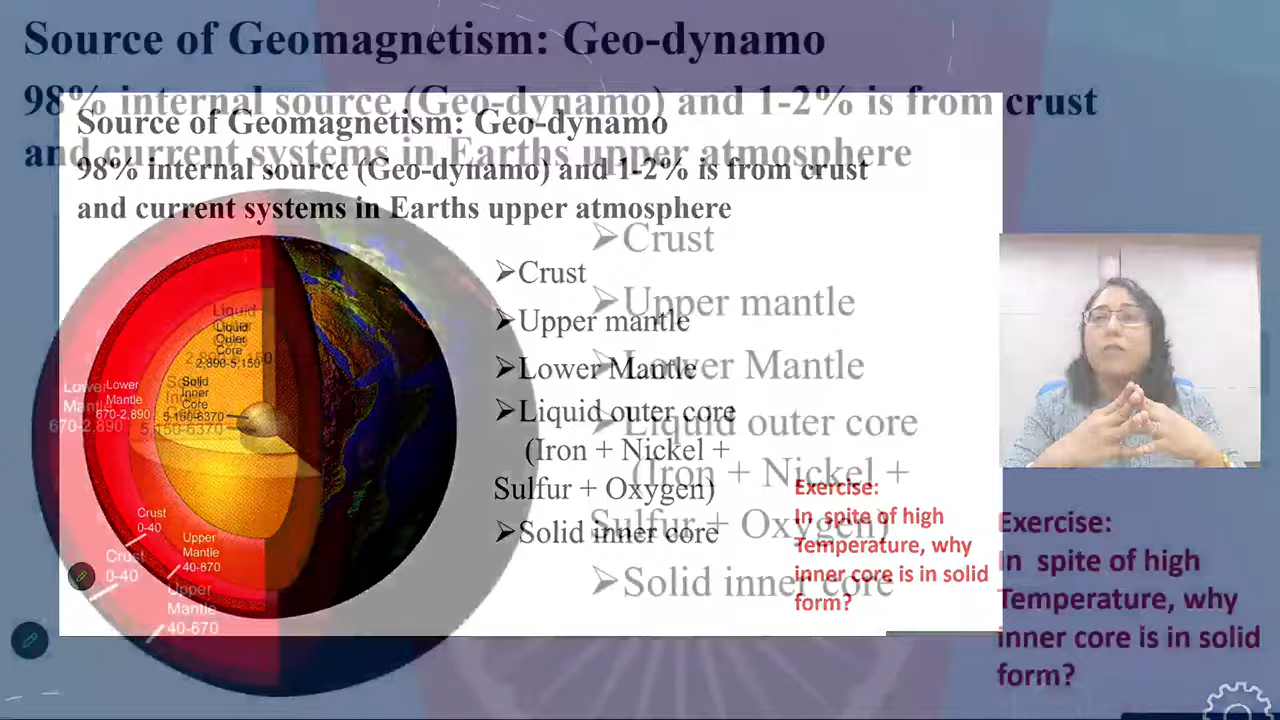 Source of Geomagnetism: Geo-dynamo
98% internal source (Geo-dynamo) and 1-2% is from crust
and current systems in Earths upper atmosphere
Crust
Upper mantle
Lower Mantle
Liquid outer core
(Iron + Nickel +
Sulfur + Oxygen)
Solid inner core
Liquid
Outer
Core
2,890-5,150
Solid
Inner
Core
5,150-6370
Lower
Mantle
670-2,890
Crust
0-40
Upper
Mantle
40-670
Exercise:
In spite of high
Temperature, why
inner core is in solid
form?
Source of Geomagnetism: Geo-dynamo
98% internal source (Geo-dynamo) and 1-2% is from crust
and current systems in Earths upper atmosphere
➢Crust
➢Upper mantle
➢Lower Mantle
➢Liquid outer core
(Iron + Nickel +
Sulfur + Oxygen)
➢Solid inner core
Liquid
Outer
Core
2,890-5,150
Solid
Inner
Core
5,150-6370
Lower
Mantle
670-2,890
Crust
0-40
Upper
Mantle
40-670
Exercise:
In spite of high
Temperature, why
inner core is in solid
form?